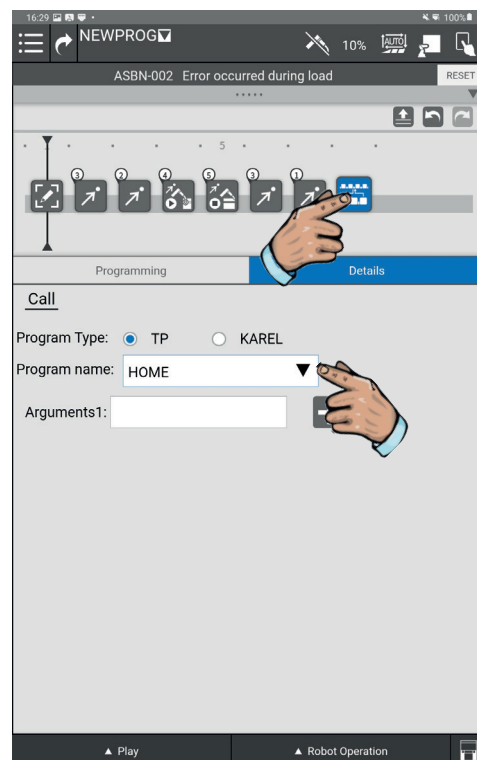 16:29 100%
NEWPROG 10% AUTO
ASBN-002 Error occurred during load RESET
5
3 2 4 5 3 1
Programming Details
Call
Program Type: TP KAREL
Program name: HOME
Arguments1:
Play Robot Operation